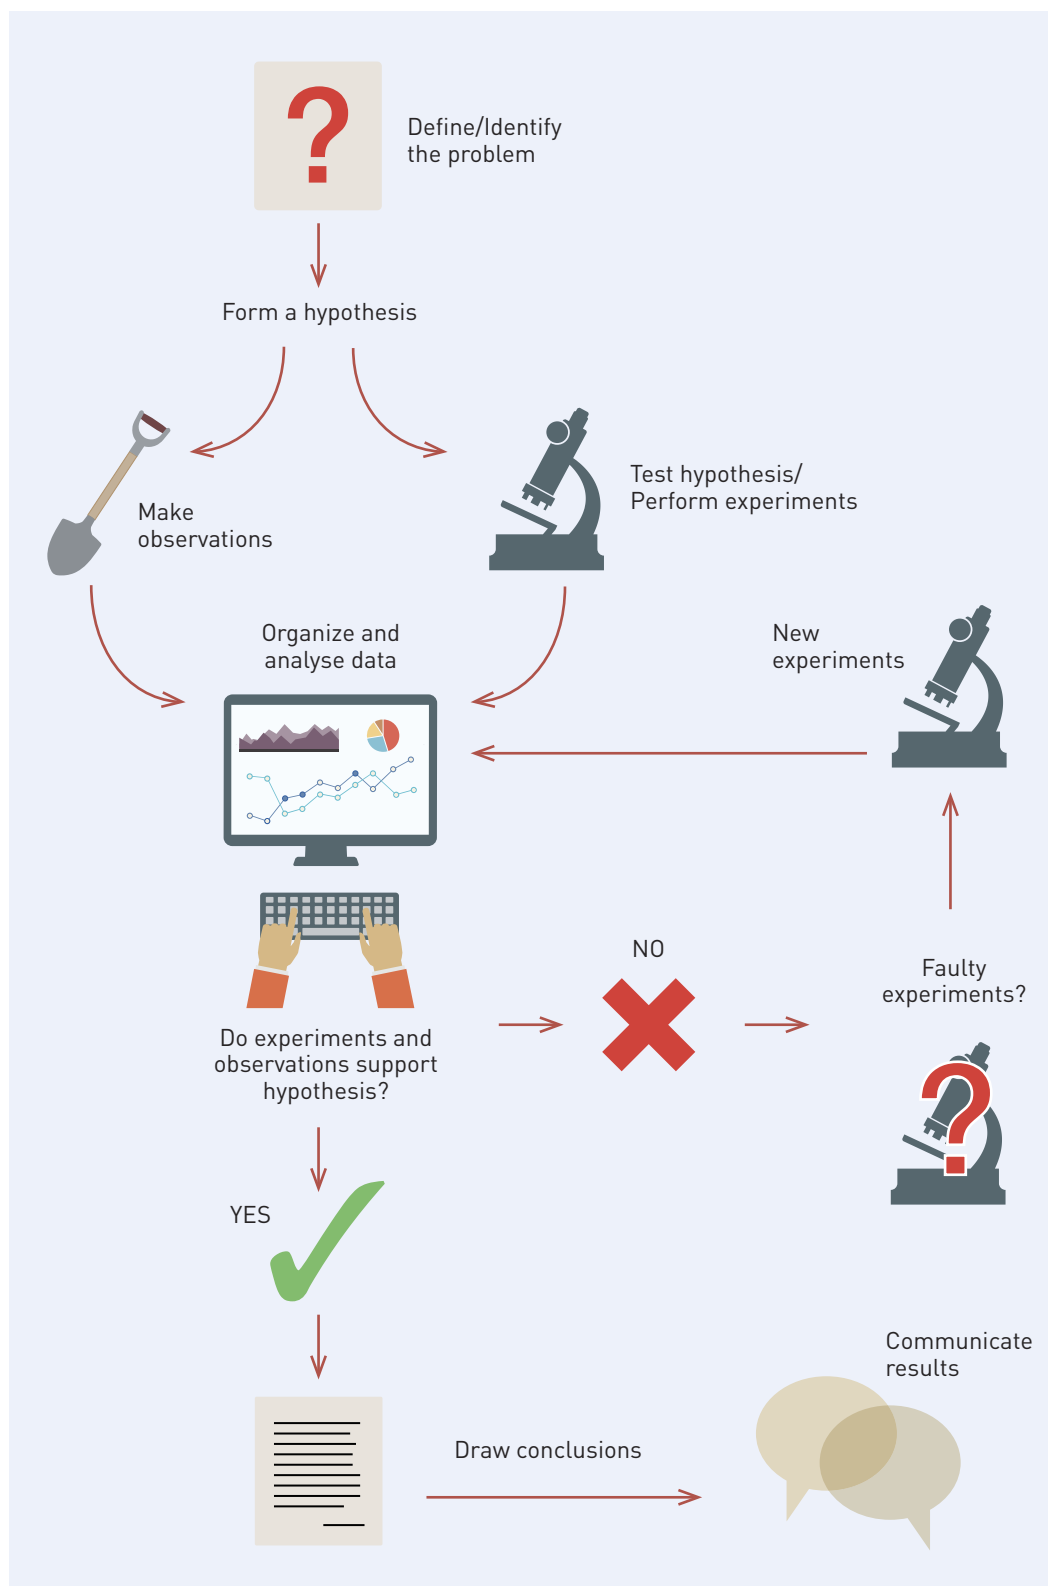 Define/Identify
the problem
Form a hypothesis
Make
observations
Test hypothesis/
Perform experiments
Organize and
analyse data
New
experiments
NO
Faulty
experiments?
Do experiments and
observations support
hypothesis?
YES
Communicate
results
Draw conclusions